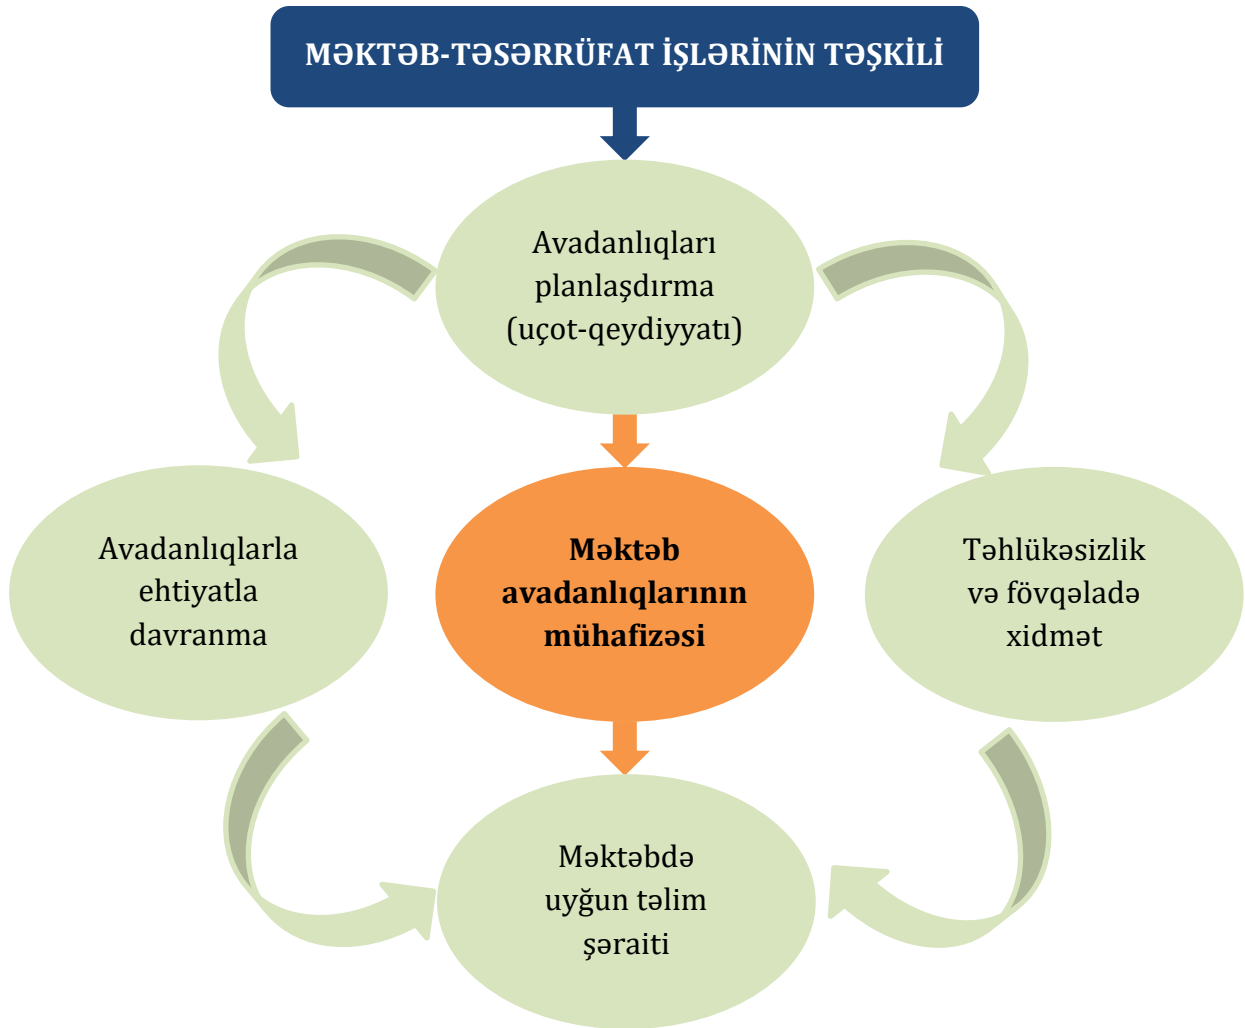 MƏKTƏB-TƏSƏRRÜFAT İŞLƏRİNİN TƏŞKİLİ
Avadanlıqları
planlaşdırma
(uçot-qeydiyyatı)
Avadanlıqlarla
ehtiyatla
davranma
Məktəb
avadanlıqlarının
mühafizəsi
Təhlükəsizlik
və fövqəladə
xidmət
Məktəbdə
uyğun təlim
şəraiti